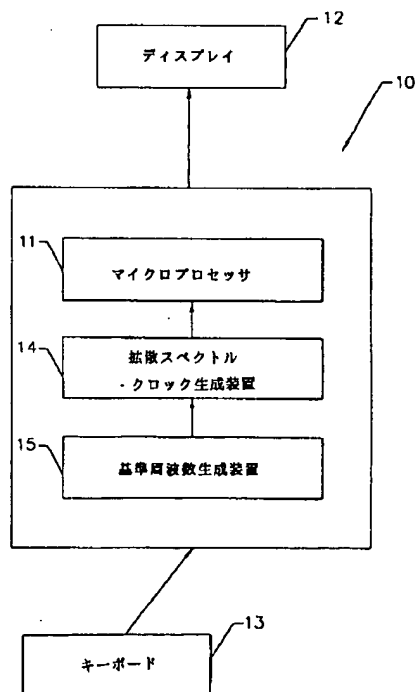 12
ディスプレイ
10
11
マイクロプロセッサ
14
拡散スペクトル
・クロック生成装置
15
基準周波数生成装置
13
キーボード